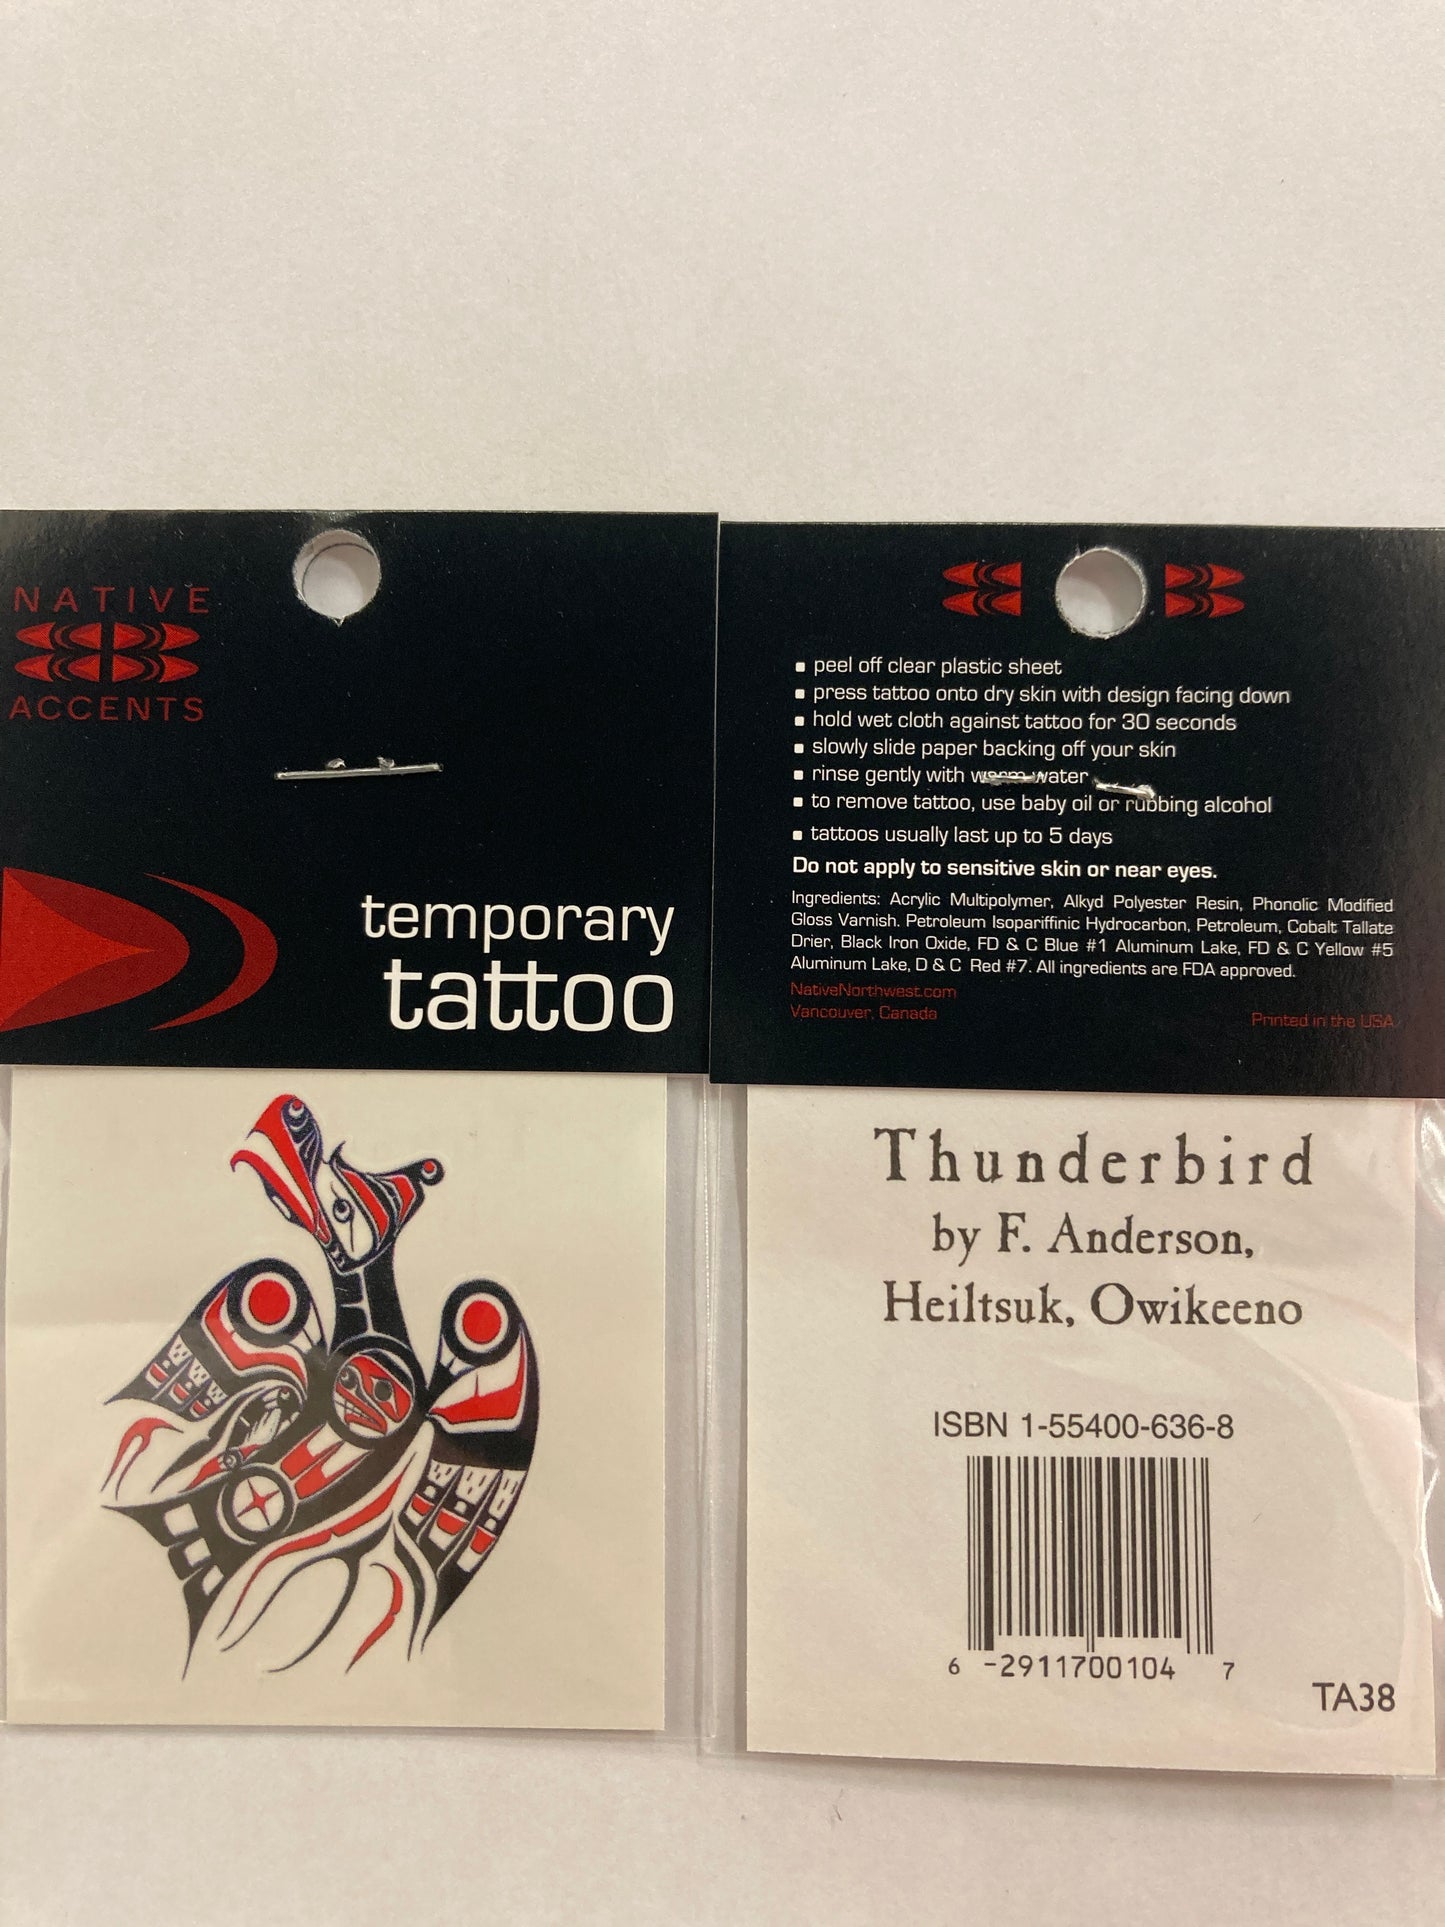 NATIVE
ACCENTS
temporary
tattoo
▪ peel off clear plastic sheet
▪ press tattoo onto dry skin with design facing down
▪ hold wet cloth against tattoo for 30 seconds
▪ slowly slide paper backing off your skin
▪ rinse gently with warm water
▪ to remove tattoo, use baby oil or rubbing alcohol
▪ tattoos usually last up to 5 days
Do not apply to sensitive skin or near eyes.
Ingredients: Acrylic Multipolymer, Alkyd Polyester Resin, Phonolic Modified
Gloss Varnish. Petroleum Isopariffinic Hydrocarbon, Petroleum, Cobalt Tallate
Drier, Black Iron Oxide, FD & C Blue #1 Aluminum Lake, FD & C Yellow #5
Aluminum Lake, D & C Red #7. All ingredients are FDA approved.
NativeNorthwest.com
Vancouver, Canada
Printed in the USA
Thunderbird
by F. Anderson,
Heiltsuk, Owikeeno
ISBN 1-55400-636-8
6 -2911700104 7
TA38